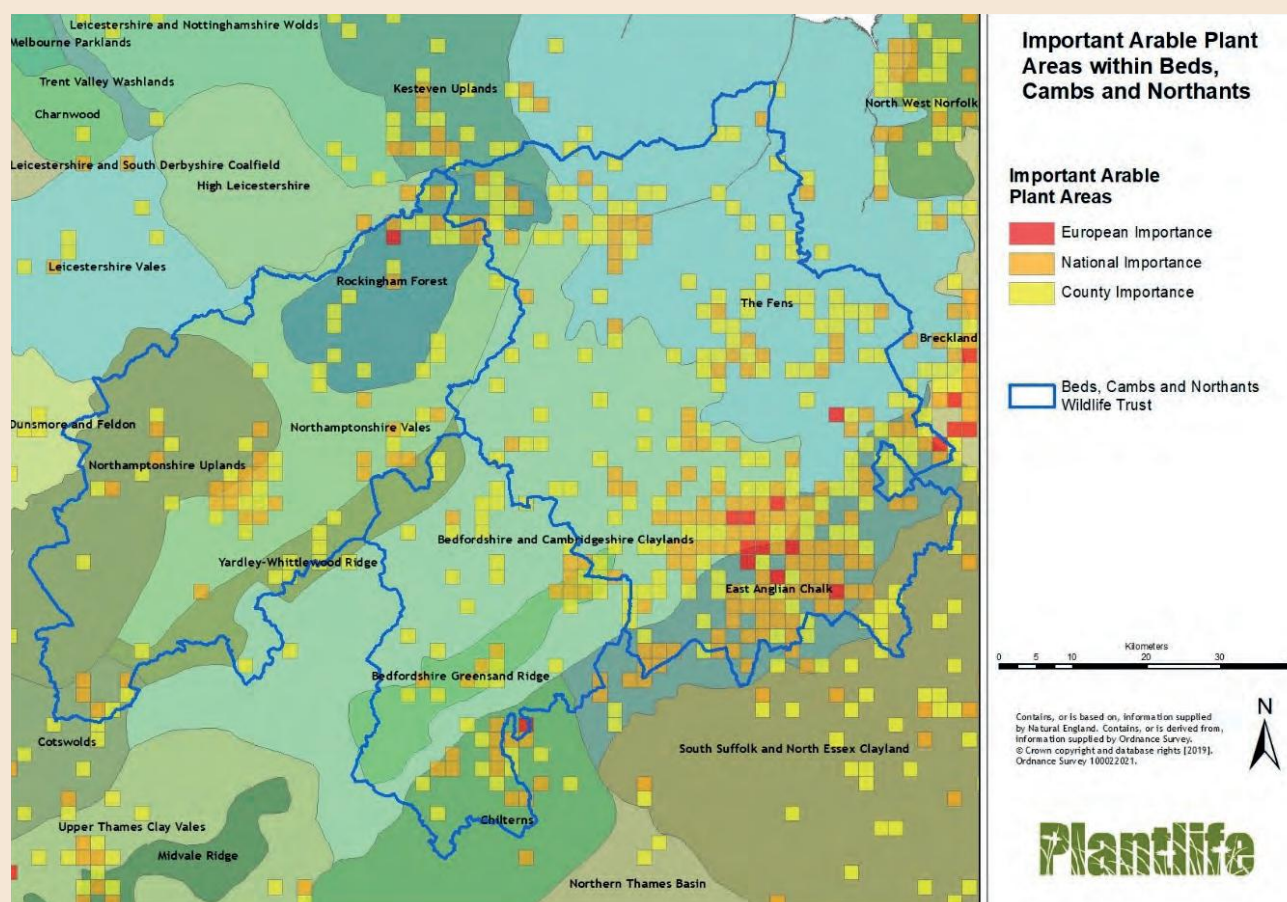 Leicestershire and Nottinghamshire Wolds
Melbourne Parklands
Trent Valley Washlands
Kesteven Uplands
North West Norfolk
Charnwood
Leicestershire and South Derbyshire Coalfield
High Leicestershire
Leicestershire Vales
Rockingham Forest
The Fens
Breckland
Dunsmore and Feldon
Northamptonshire Vales
Northamptonshire Uplands
Bedfordshire and Cambridgeshire Claylands
Yardley-Whittlewood Ridge
East Anglian Chalk
Bedfordshire Greensand Ridge
Cotswolds
South Suffolk and North Essex Clayland
Upper Thames Clay Vales
Chilterns
Midvale Ridge
Northern Thames Basin
Important Arable Plant
Areas within Beds,
Cambs and Northants
Important Arable
Plant Areas
European Importance
National Importance
County Importance
Beds, Cambs and Northants
Wildlife Trust
Kilometers
0 5 10 20 30
N
Contains, or is based on, information supplied
by Natural England. Contains, or is derived from,
information supplied by Ordnance Survey.
© Crown copyright and database rights [2019].
Ordnance Survey 100022021.
Plantlife